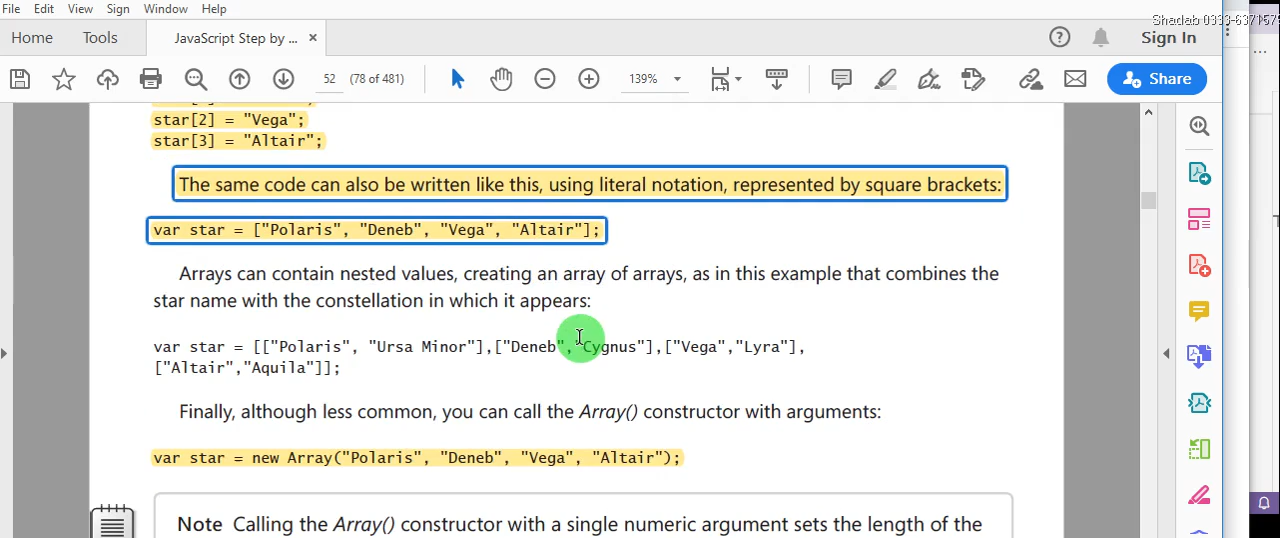 File Edit View Sign Window Help
Shadab 0333-637157
Home Tools JavaScript Step by ... × Sign In
52 (78 of 481) 139% Share
star[2] = "Vega";
star[3] = "Altair";
The same code can also be written like this, using literal notation, represented by square brackets:
var star = ["Polaris", "Deneb", "Vega", "Altair"];
Arrays can contain nested values, creating an array of arrays, as in this example that combines the
star name with the constellation in which it appears:
var star = [["Polaris", "Ursa Minor"],["Deneb","Cygnus"],["Vega","Lyra"],
["Altair","Aquila"]];
Finally, although less common, you can call the Array() constructor with arguments:
var star = new Array("Polaris", "Deneb", "Vega", "Altair");
Note Calling the Array() constructor with a single numeric argument sets the length of the